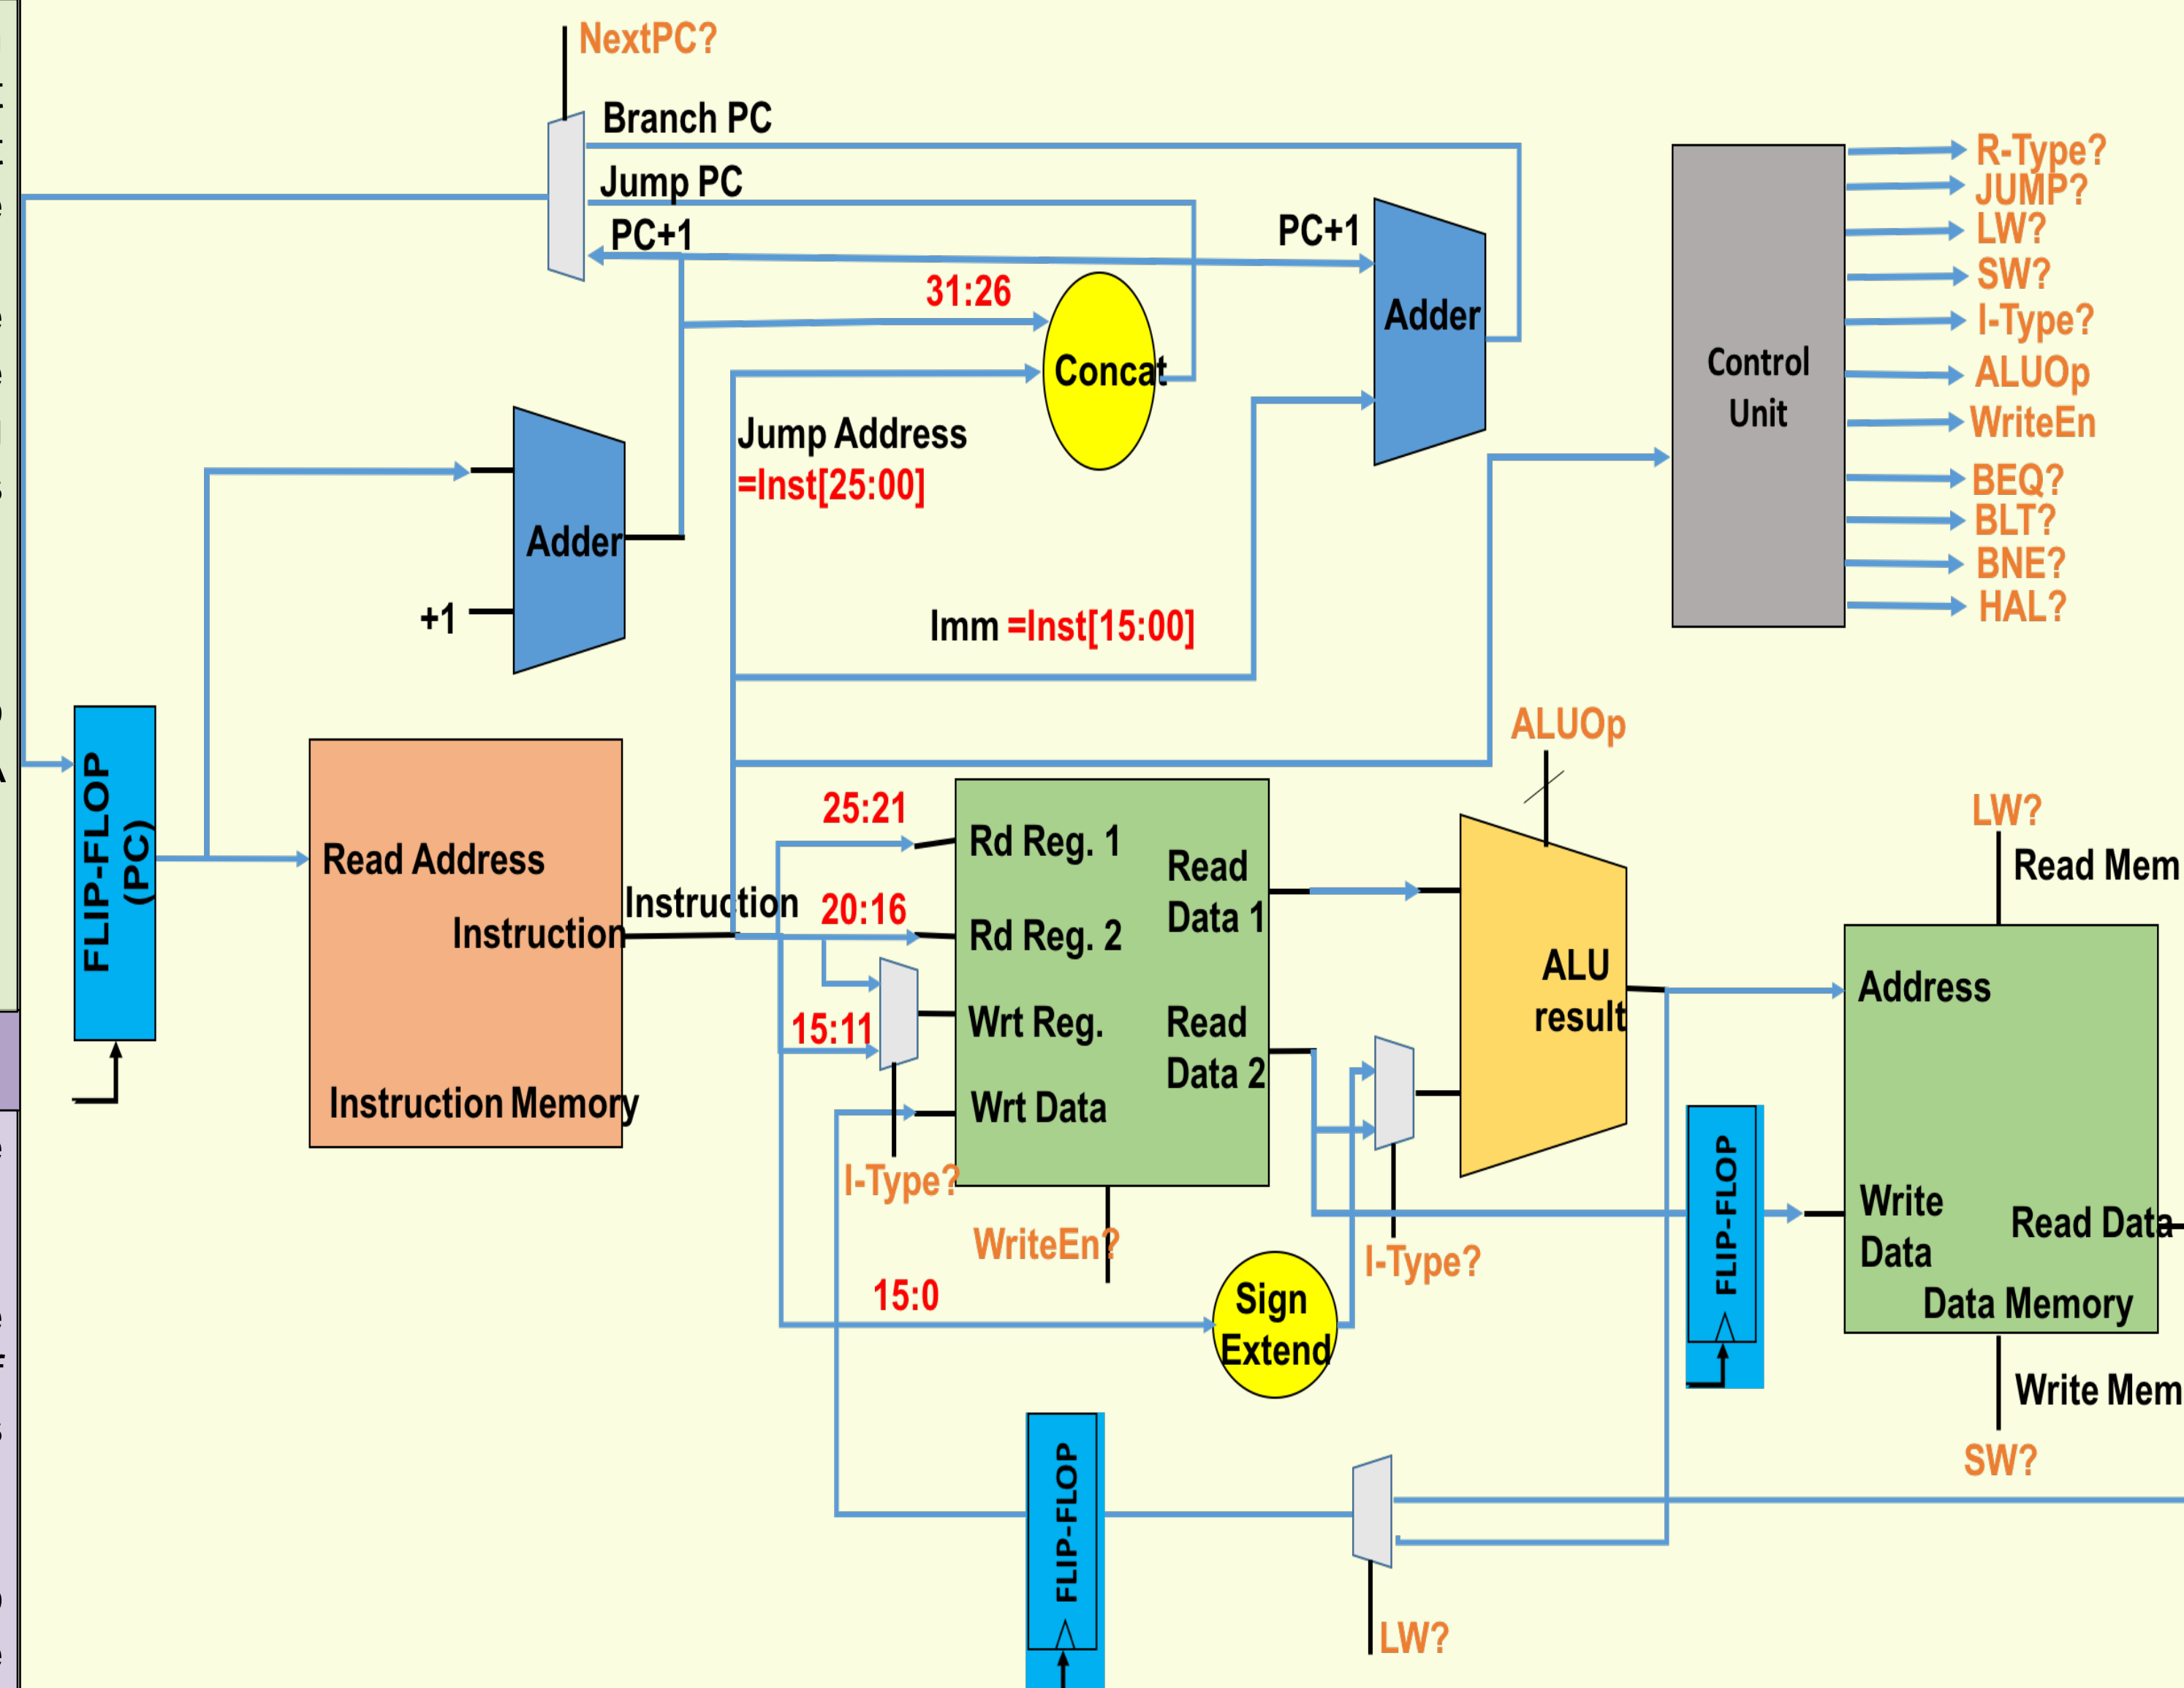 NextPC?
Branch PC
Jump PC
PC+1
PC+1
31:26
Adder
Concat
Jump Address
=Inst[25:00]
Adder
+1
Imm =Inst[15:00]
Control
Unit
R-Type?
JUMP?
LW?
SW?
I-Type?
ALUOp
WriteEn
BEQ?
BLT?
BNE?
HAL?
FLIP-FLOP
(PC)
Read Address
Instruction
Instruction Memory
Instruction
25:21
20:16
15:11
Rd Reg. 1
Rd Reg. 2
Wrt Reg.
Wrt Data
Read
Data 1
Read
Data 2
I-Type?
WriteEn?
15:0
Sign
Extend
I-Type?
ALUOp
ALU
result
FLIP-FLOP
LW?
Read Mem
Address
Write
Data
Read Data
Data Memory
Write Mem
SW?
FLIP-FLOP
LW?